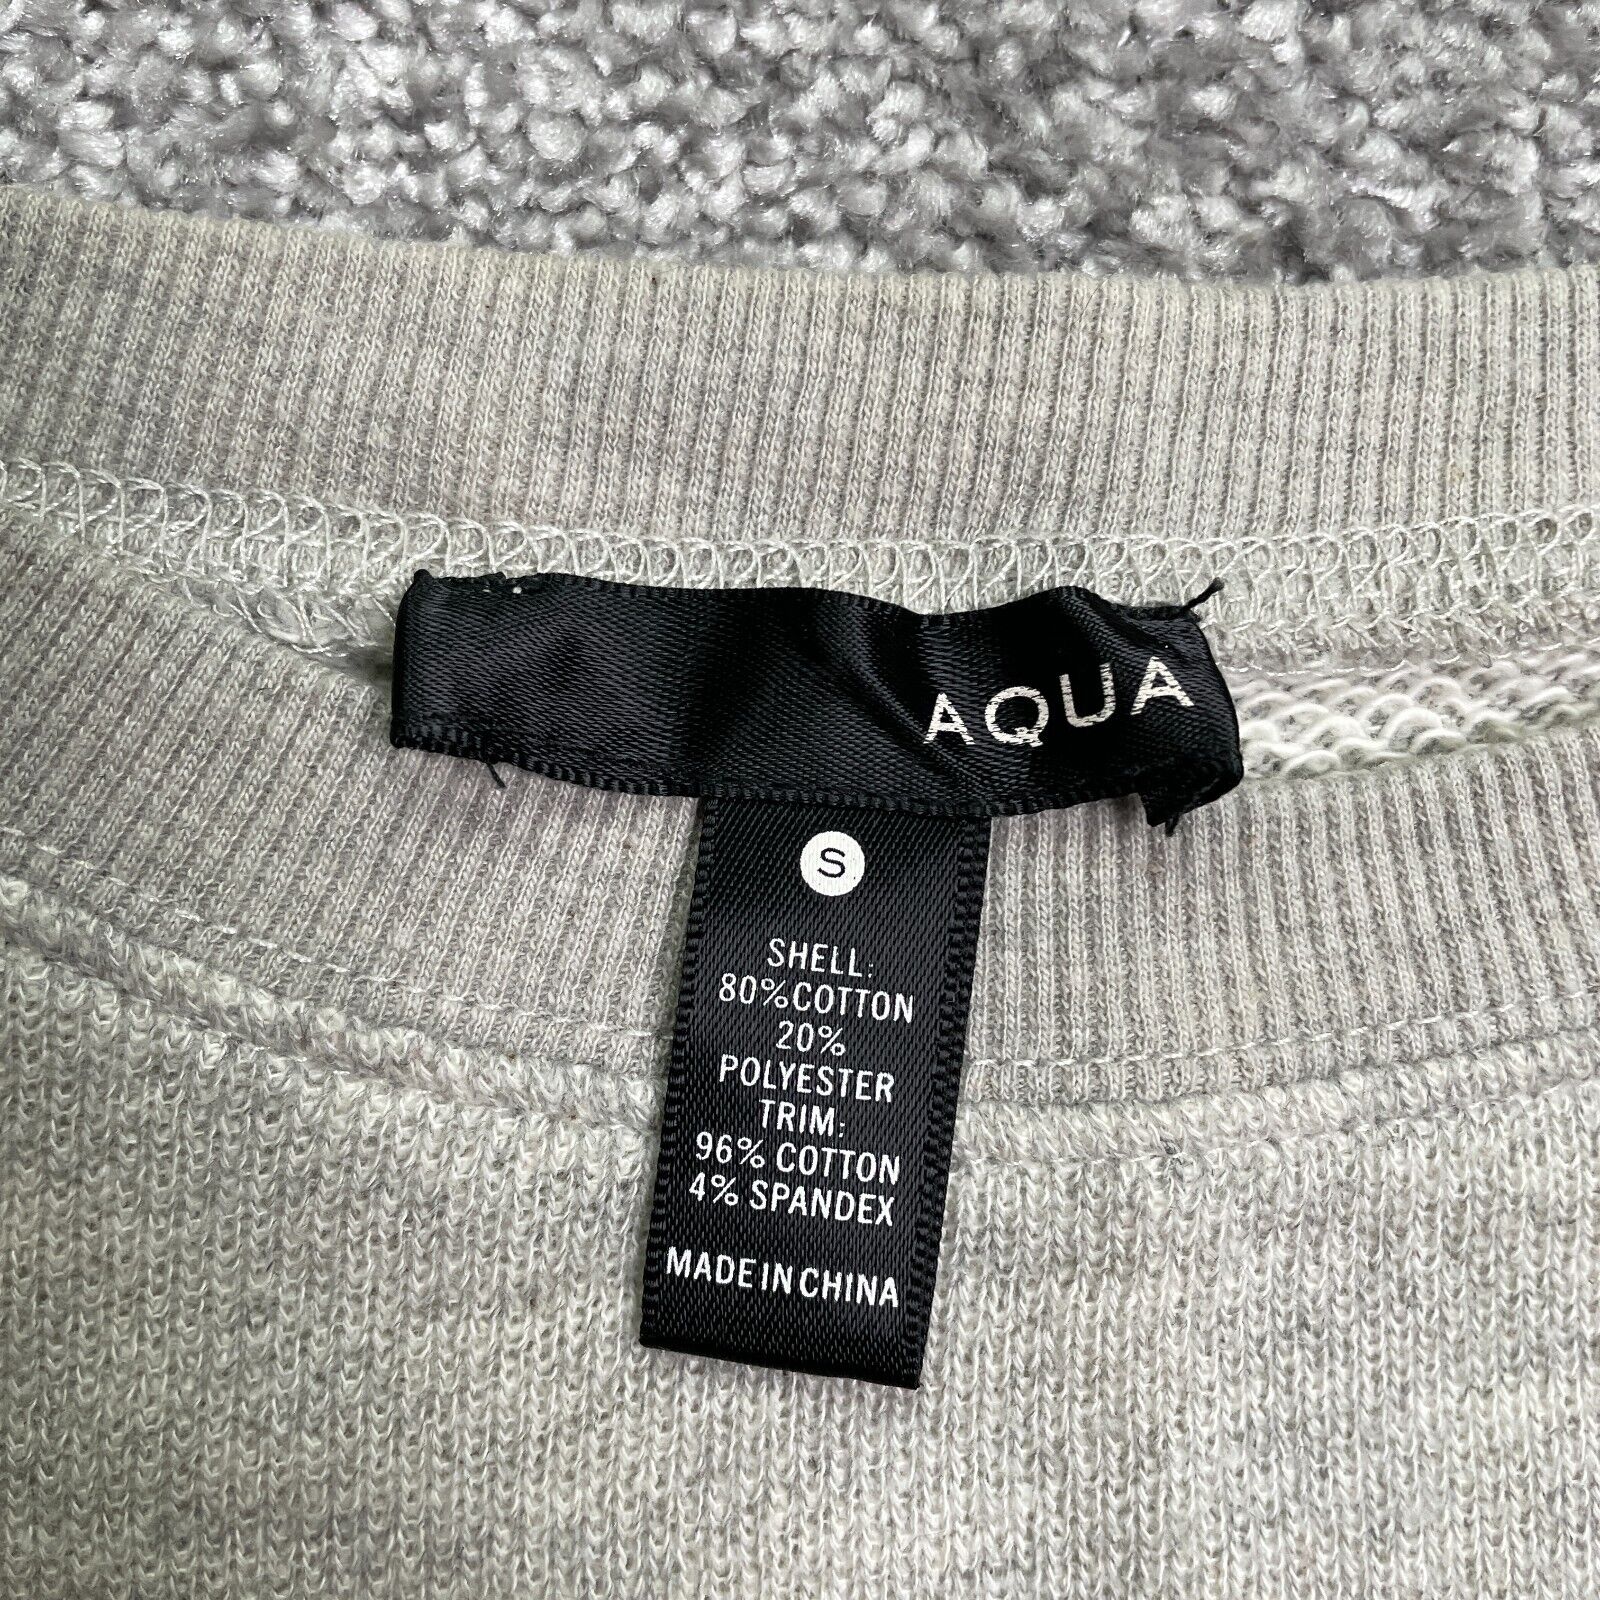 AQUA
S
SHELL:
80%COTTON
20%
POLYESTER
TRIM:
96% COTTON
4% SPANDEX
MADE IN CHINA